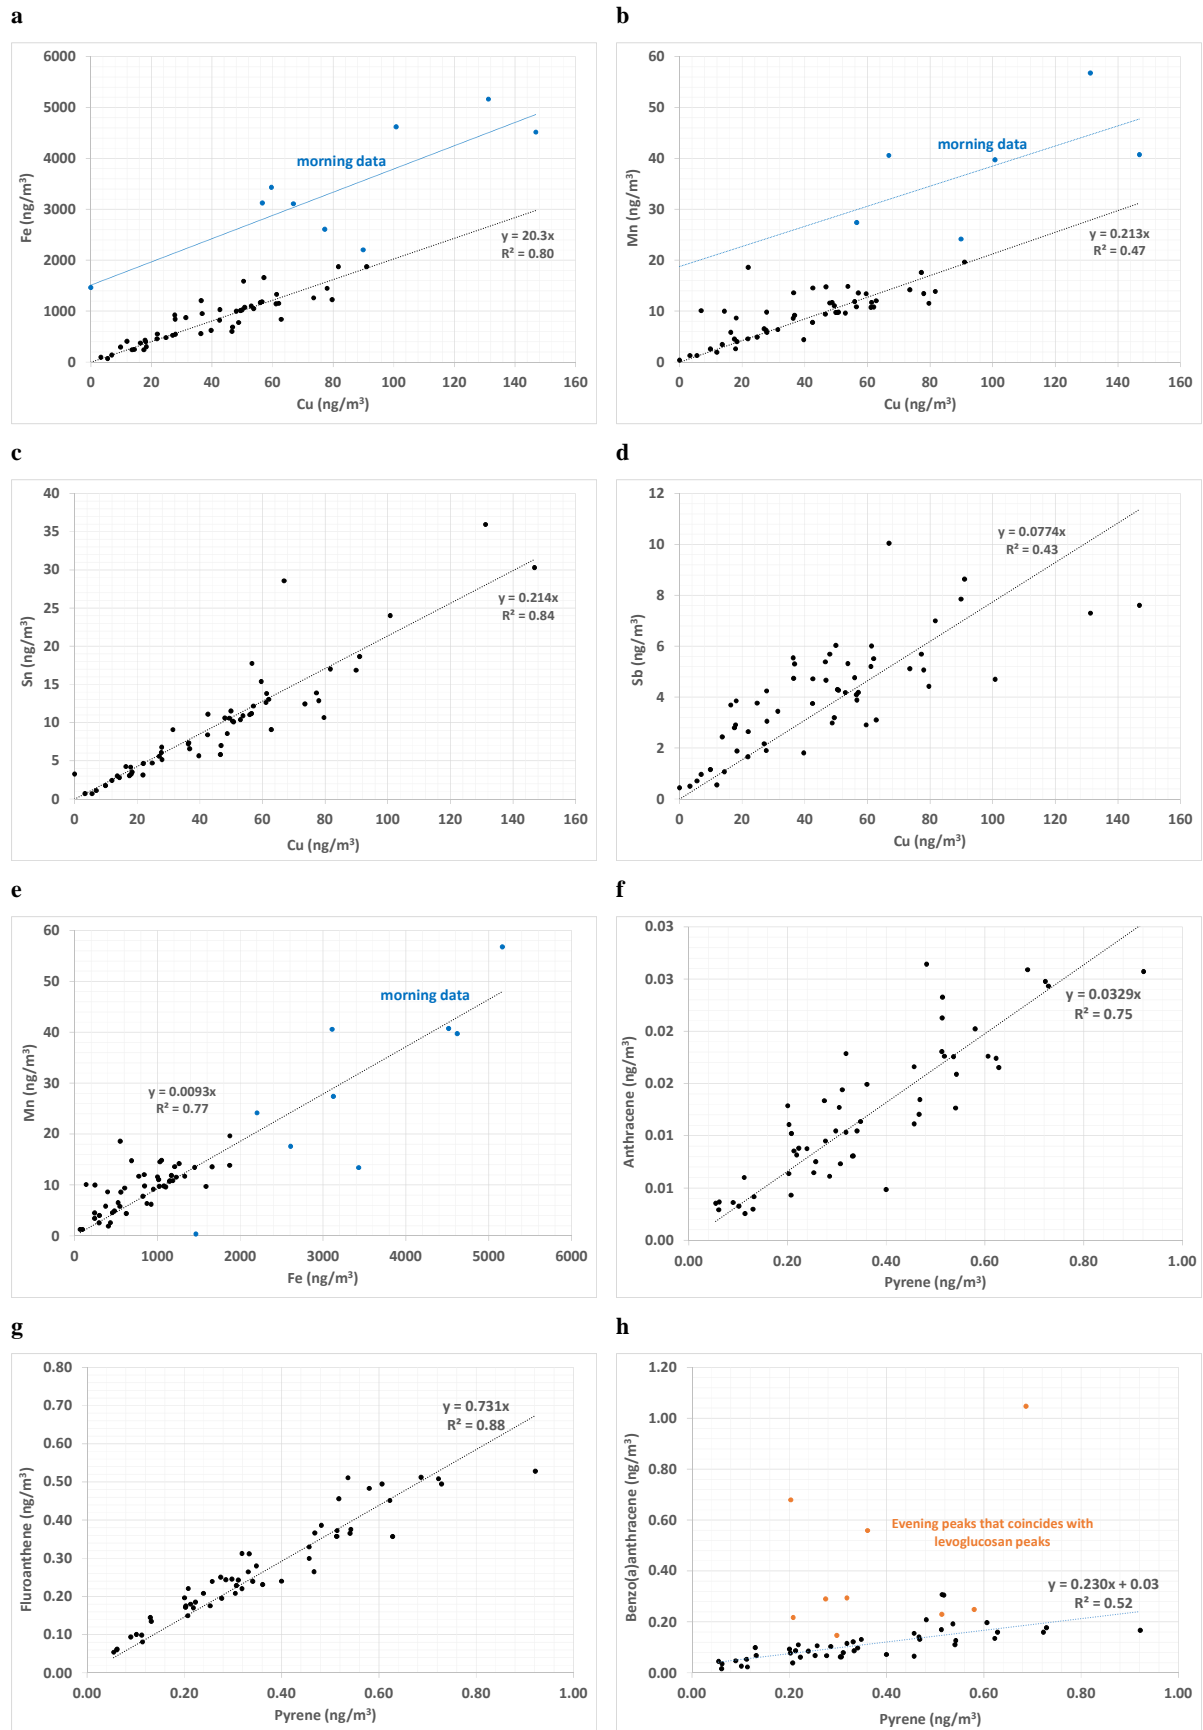 a
b
6000
5000
4000
3000
2000
1000
0
Fe (ng/m³)
morning data
y = 20.3x
R² = 0.80
0 20 40 60 80 100 120 140 160
Cu (ng/m³)
60
50
40
30
20
10
0
Mn (ng/m³)
morning data
y = 0.213x
R² = 0.47
0 20 40 60 80 100 120 140 160
Cu (ng/m³)
c
d
40
35
30
25
20
15
10
5
0
Sn (ng/m³)
y = 0.214x
R² = 0.84
0 20 40 60 80 100 120 140 160
Cu (ng/m³)
12
10
8
6
4
2
0
Sb (ng/m³)
y = 0.0774x
R² = 0.43
0 20 40 60 80 100 120 140 160
Cu (ng/m³)
e
f
60
50
40
30
20
10
0
Mn (ng/m³)
morning data
y = 0.0093x
R² = 0.77
0 1000 2000 3000 4000 5000 6000
Fe (ng/m³)
0.03
0.03
0.02
0.02
0.01
0.01
0.00
Anthracene (ng/m³)
y = 0.0329x
R² = 0.75
0.00 0.20 0.40 0.60 0.80 1.00
Pyrene (ng/m³)
g
h
0.80
0.70
0.60
0.50
0.40
0.30
0.20
0.10
0.00
Fluroanthene (ng/m³)
y = 0.731x
R² = 0.88
0.00 0.20 0.40 0.60 0.80 1.00
Pyrene (ng/m³)
1.20
1.00
0.80
0.60
0.40
0.20
0.00
Benzo(a)anthracene (ng/m³)
Evening peaks that coincides with
levoglucosan peaks
y = 0.230x + 0.03
R² = 0.52
0.00 0.20 0.40 0.60 0.80 1.00
Pyrene (ng/m³)